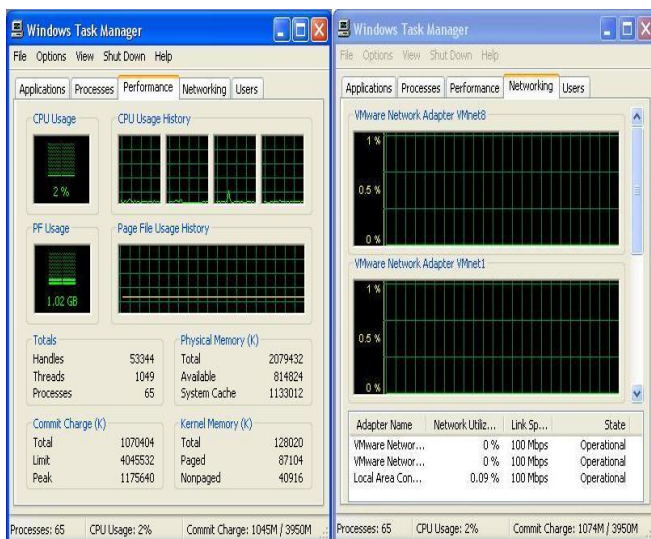 Windows Task Manager
File Options View Shut Down Help
Applications Processes Performance Networking Users
CPU Usage
CPU Usage History
2 %
PF Usage
Page File Usage History
1.02 GB
Totals
Handles 53344
Threads 1049
Processes 65
Physical Memory (K)
Total 2079432
Available 814824
System Cache 1133012
Commit Charge (K)
Total 1070404
Limit 4045532
Peak 1175640
Kernel Memory (K)
Total 128020
Paged 87104
Nonpaged 40916
Processes: 65 CPU Usage: 2% Commit Charge: 1045M / 3950M
Windows Task Manager
File Options View Shut Down Help
Applications Processes Performance Networking Users
VMware Network Adapter VMnet8
1 %
0.5 %
0 %
VMware Network Adapter VMnet1
1 %
0.5 %
0 %
Adapter Name Network Utiliz... Link Sp... State
VMware Networ... 0 % 100 Mbps Operational
VMware Networ... 0 % 100 Mbps Operational
Local Area Con... 0.09 % 100 Mbps Operational
Processes: 65 CPU Usage: 2% Commit Charge: 1074M / 3950M